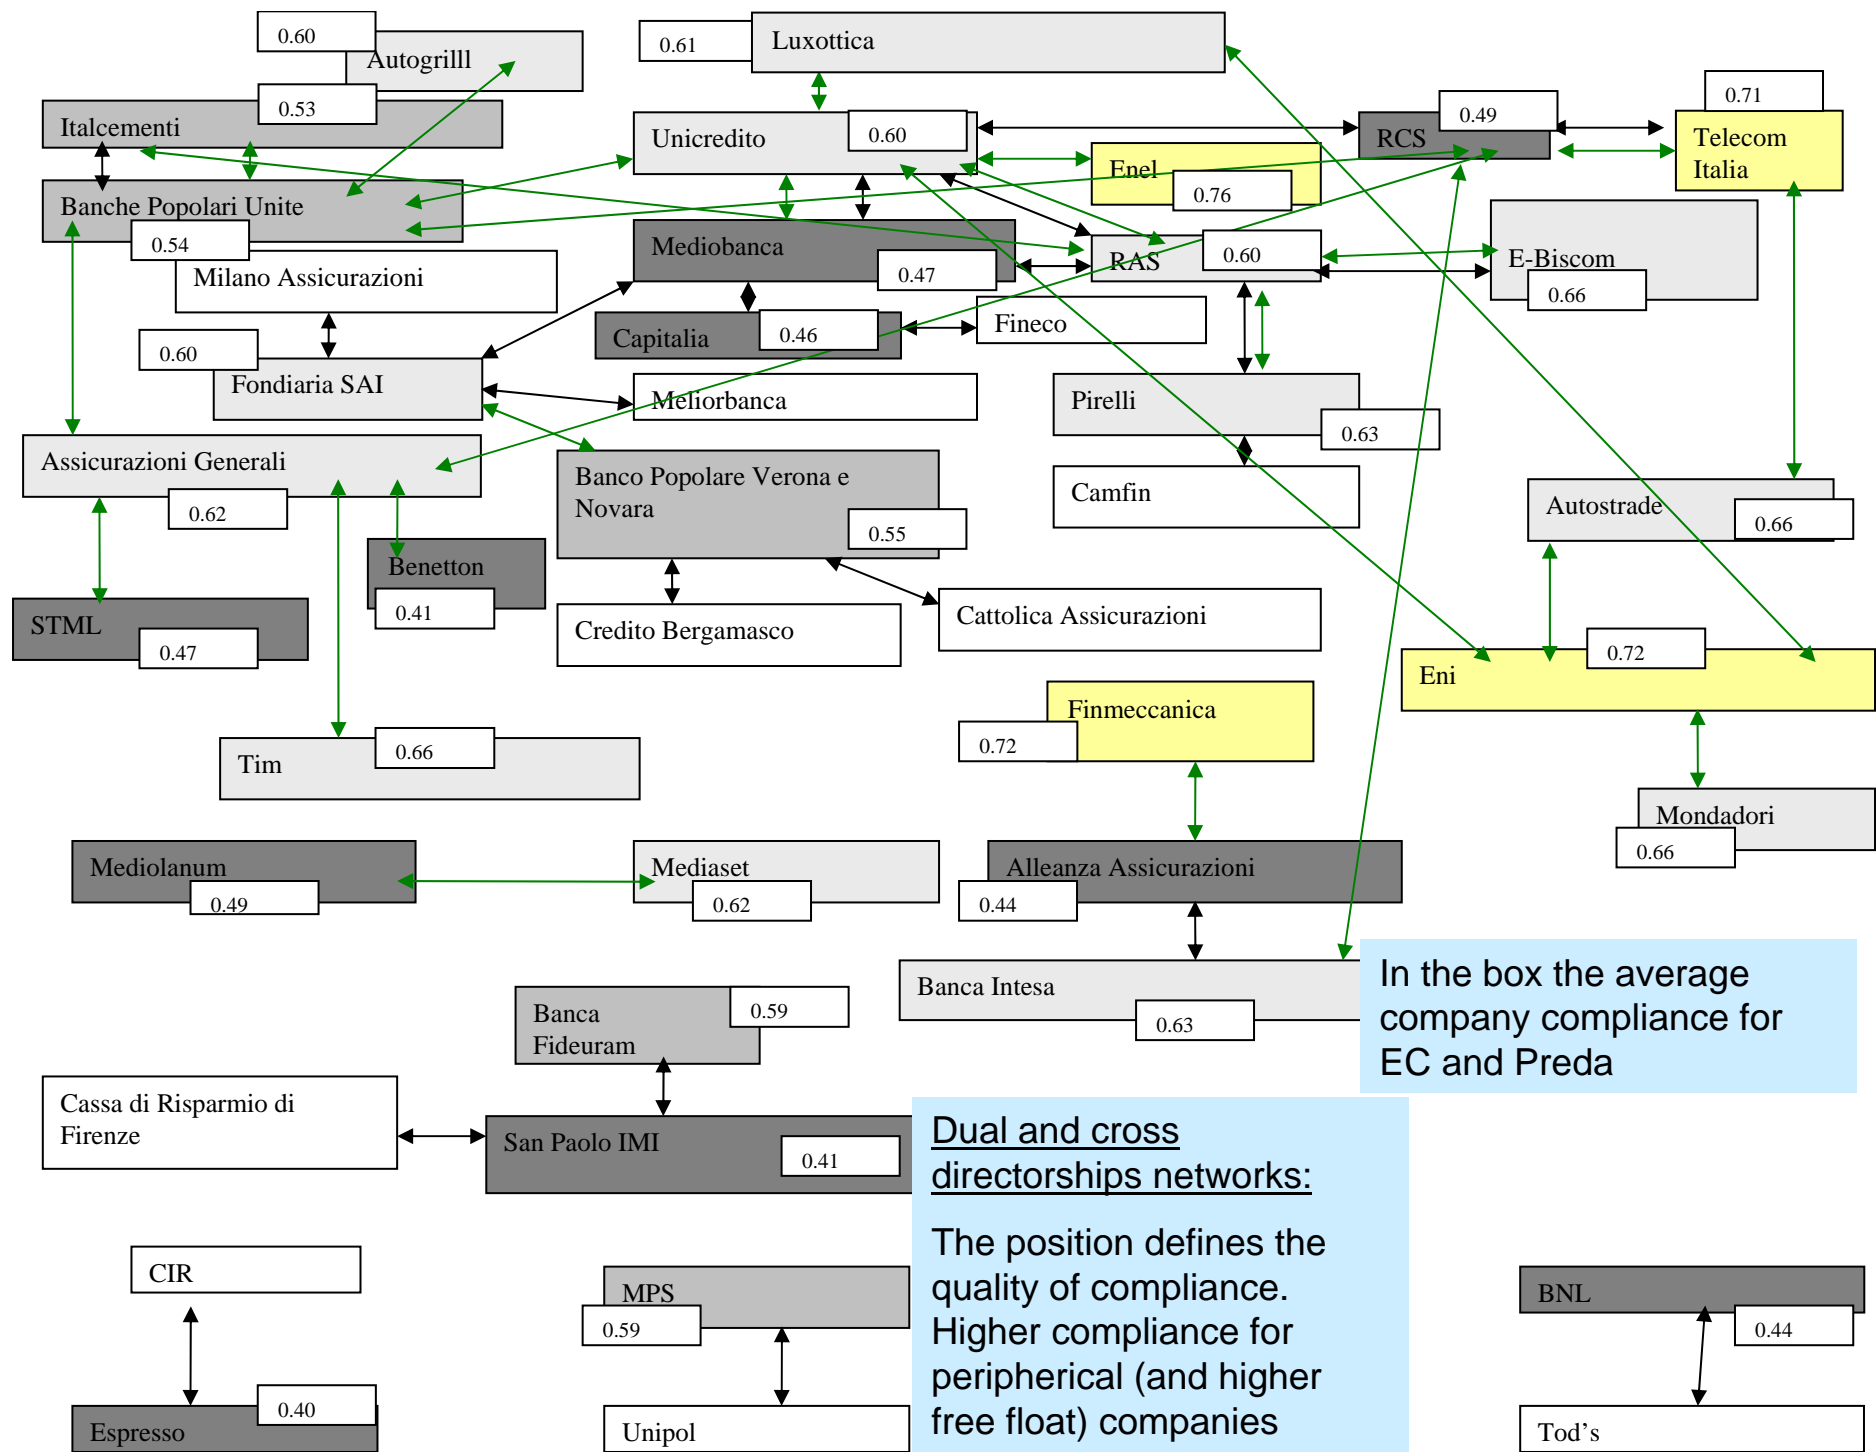 0.60
Autogrilll
0.61
Luxottica
0.53
Italcementi
Unicredito
0.60
0.49
RCS
0.71
Telecom
Italia
Enel
0.76
Banche Popolari Unite
0.54
Mediobanca
0.47
RAS
0.60
E-Biscom
0.66
Milano Assicurazioni
Capitalia
0.46
Fineco
0.60
Fondiaria SAI
Meliorbanca
Pirelli
0.63
Assicurazioni Generali
0.62
Banco Popolare Verona e
Novara
0.55
Camfin
Autostrade
0.66
Benetton
0.41
STML
0.47
Credito Bergamasco
Cattolica Assicurazioni
0.72
Eni
Finmeccanica
0.72
0.66
Tim
Mondadori
0.66
Mediolanum
0.49
Mediaset
0.62
Alleanza Assicurazioni
0.44
Banca Intesa
0.63
In the box the average
company compliance for
EC and Preda
Banca
Fideuram
0.59
Cassa di Risparmio di
Firenze
San Paolo IMI
0.41
Dual and cross
directorships networks:
The position defines the
quality of compliance.
Higher compliance for
peripherical (and higher
free float) companies
CIR
MPS
0.59
BNL
0.44
0.40
Espresso
Unipol
Tod's